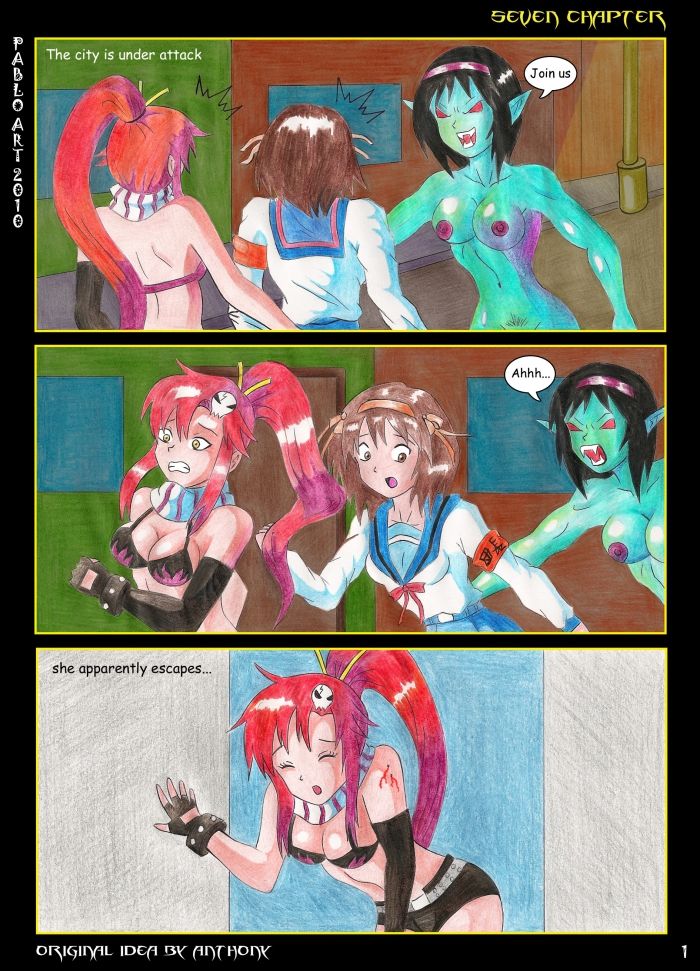 SEVEN CHAPTER
PABLO ART 2010
The city is under attack
Join us
Ahhh...
she apparently escapes...
ORIGINAL IDEA BY ANTHONY
1